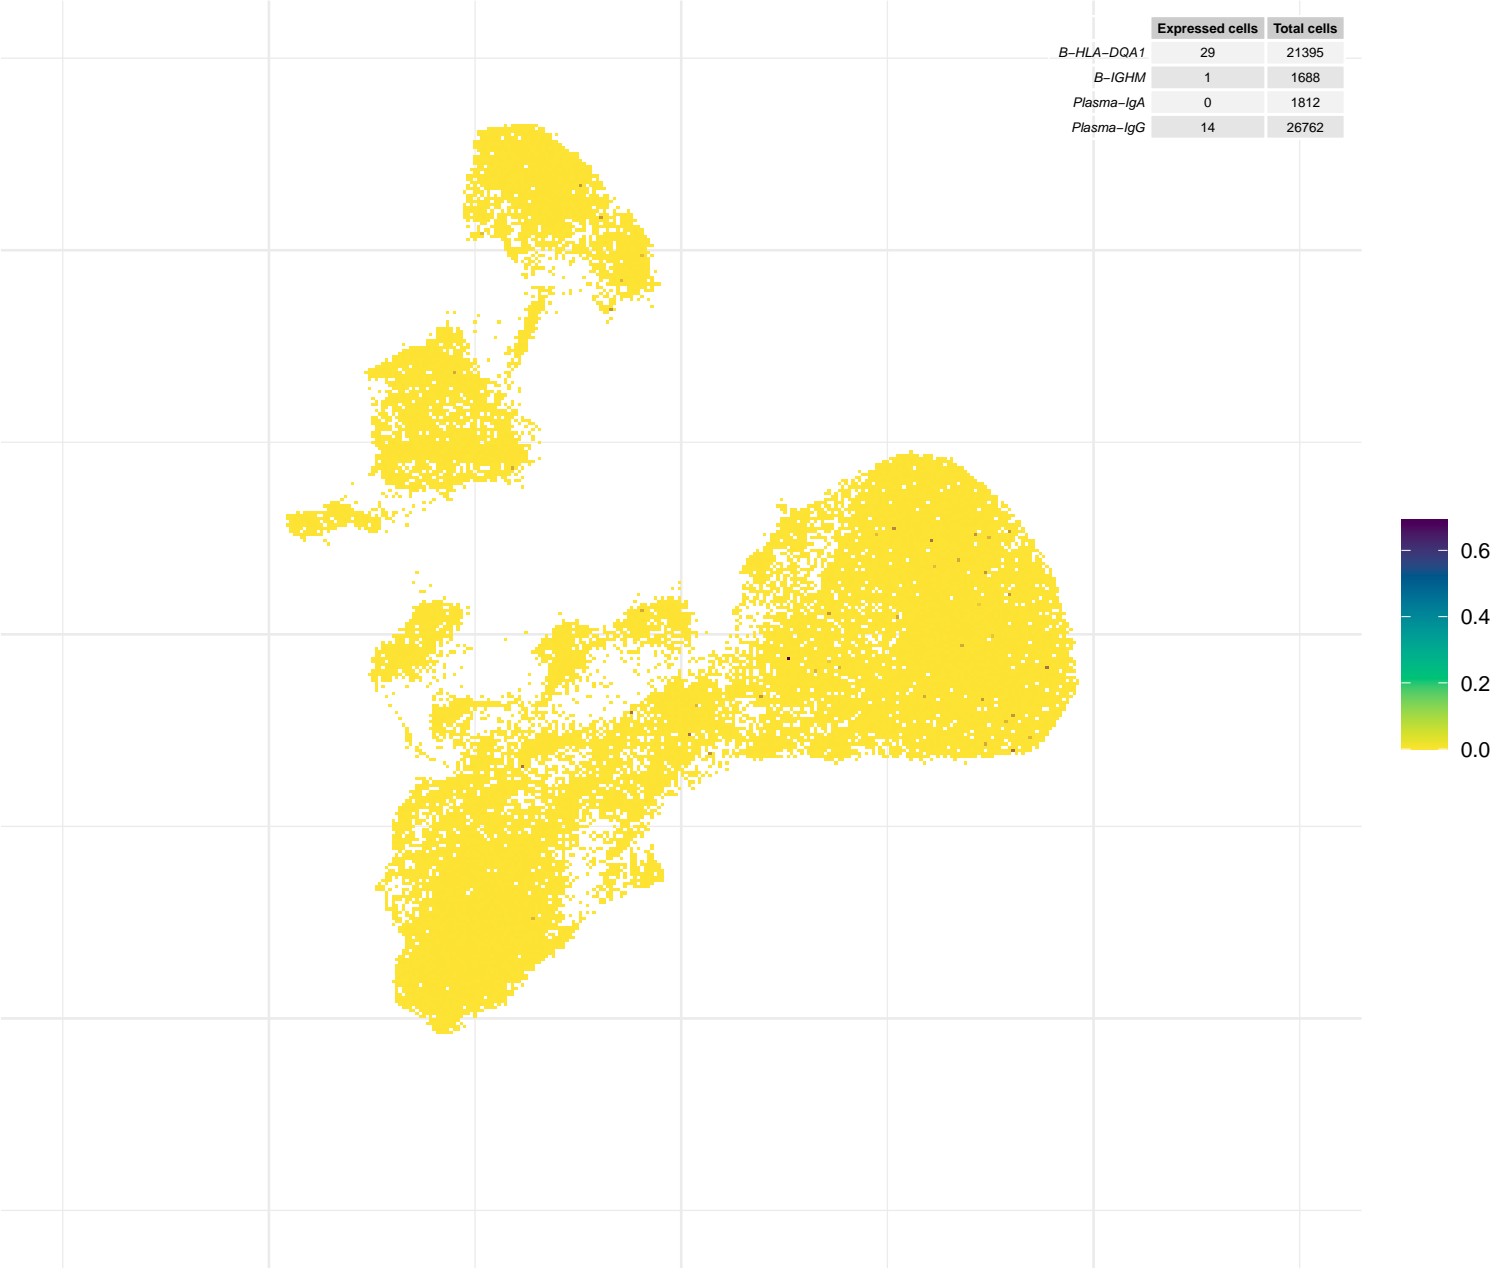 Expressed cells Total cells
B−HLA−DQA1 29 21395
B−IGHM 1 1688
Plasma−IgA 0 1812
Plasma−IgG 14 26762
0.6
0.4
0.2
0.0